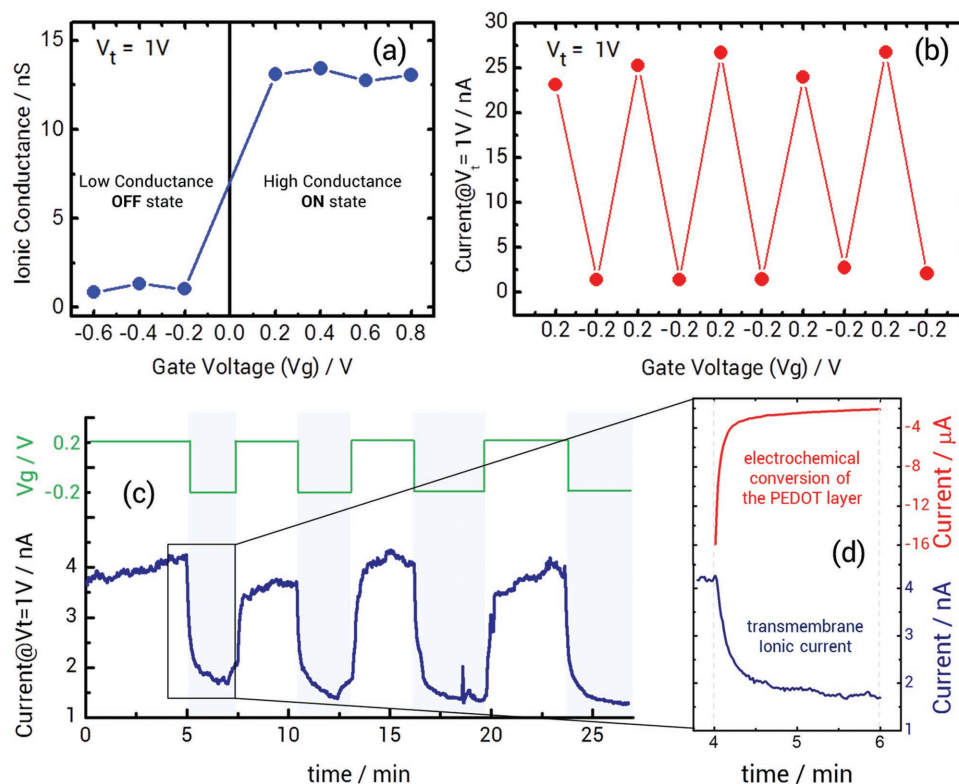 V_t = 1V
(a)
Ionic Conductance / nS
15
10
5
0
Low Conductance
OFF state
High Conductance
ON state
-0.6 -0.4 -0.2 0.0 0.2 0.4 0.6 0.8
Gate Voltage (Vg) / V
V_t = 1V
(b)
Current@V_t = 1V / nA
30
25
20
15
10
5
0
0.2 -0.2 0.2 -0.2 0.2 -0.2 0.2 -0.2 0.2 -0.2
Gate Voltage (Vg) / V
Vg / V
0.2
-0.2
(c)
Current@Vt=1V / nA
4
3
2
1
0 5 10 15 20 25
time / min
electrochemical
conversion of
the PEDOT layer
-4
-8
-12
-16
Current / μA
(d)
transmembrane
Ionic current
4
3
2
1
Current / nA
4 5 6
time / min